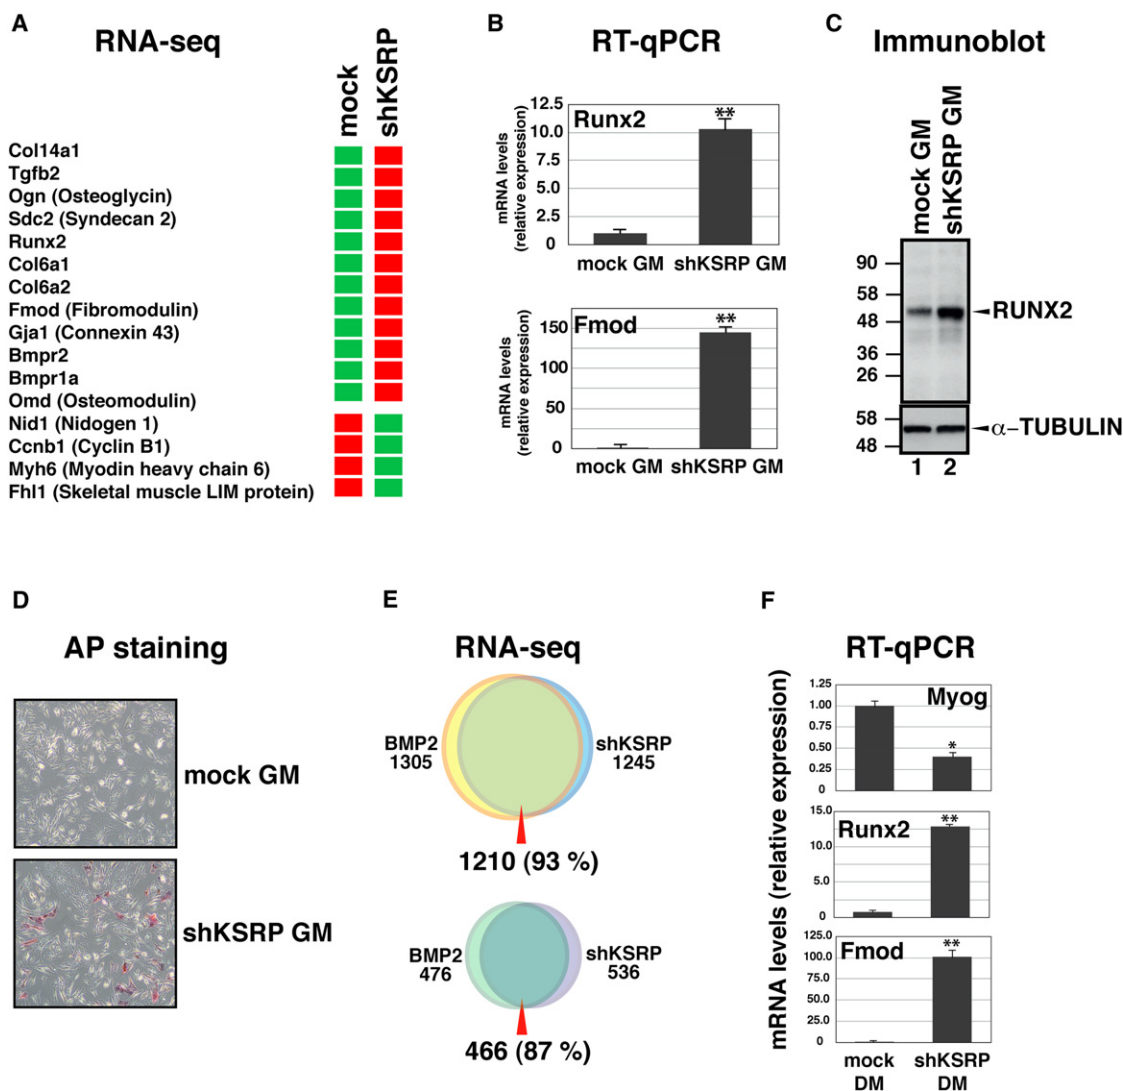 A
RNA-seq
mock
shKSRP
Col14a1
Tgfb2
Ogn (Osteoglycin)
Sdc2 (Syndecan 2)
Runx2
Col6a1
Col6a2
Fmod (Fibromodulin)
Gja1 (Connexin 43)
Bmpr2
Bmpr1a
Omd (Osteomodulin)
Nid1 (Nidogen 1)
Ccnb1 (Cyclin B1)
Myh6 (Myodin heavy chain 6)
Fhl1 (Skeletal muscle LIM protein)
B
RT-qPCR
mRNA levels
(relative expression)
12.5
10.0
7.5
5.0
2.5
0
Runx2
**
mock GM shKSRP GM
mRNA levels
(relative expression)
150
100
50
0
Fmod
**
mock GM shKSRP GM
C
Immunoblot
mock GM
shKSRP GM
90
58
48
36
26
RUNX2
58
48
α-TUBULIN
1 2
D
AP staining
mock GM
shKSRP GM
E
RNA-seq
BMP2
1305
shKSRP
1245
1210 (93 %)
BMP2
476
shKSRP
536
466 (87 %)
F
RT-qPCR
mRNA levels (relative expression)
1.25
1.00
0.75
0.50
0.25
0
Myog
*
15.0
10.0
5.0
0
Runx2
**
100.0
75.0
50.0
25.0
0
Fmod
**
mock
DM
shKSRP
DM